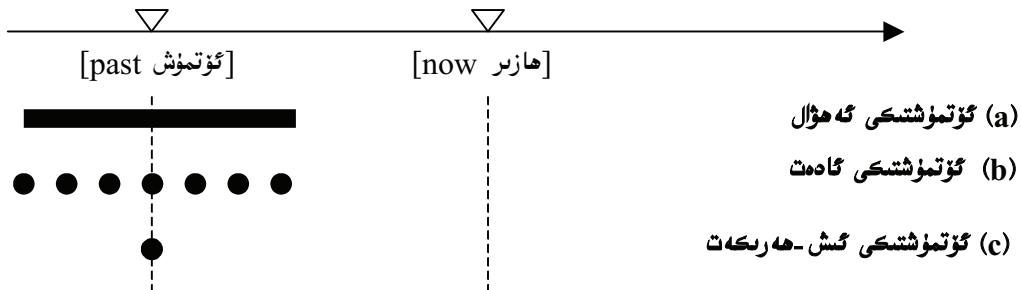 [past ئۆتمۈش] [now ھازىر]
(a) ئۆتمۈشتىكى ئەھۋال
(b) ئۆتمۈشتىكى ئادەت
(c) ئۆتمۈشتىكى ئىش-ھەرىكەت